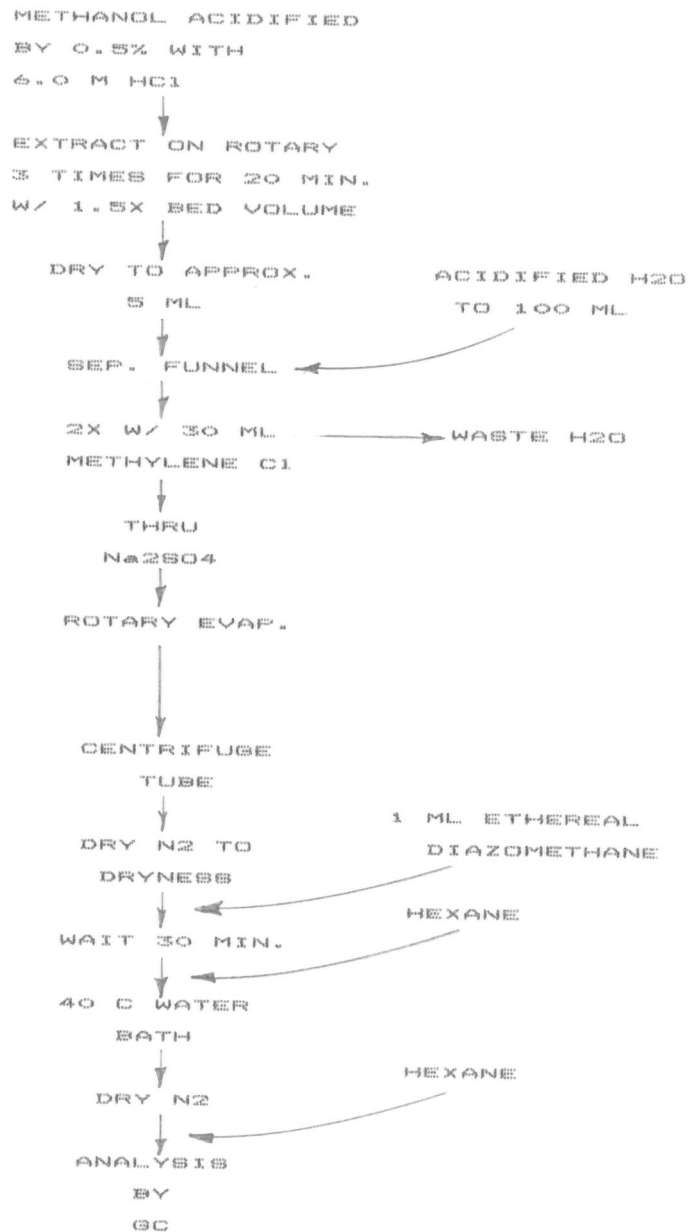 METHANOL ACIDIFIED
BY 0.5% WITH
6.0 M HCl
EXTRACT ON ROTARY
3 TIMES FOR 20 MIN.
W/ 1.5X BED VOLUME
DRY TO APPROX.
5 ML
ACIDIFIED H2O
TO 100 ML
SEP. FUNNEL
2X W/ 30 ML
METHYLENE Cl
WASTE H2O
THRU
Na2SO4
ROTARY EVAP.
CENTRIFUGE
TUBE
DRY N2 TO
DRYNESS
1 ML ETHEREAL
DIAZOMETHANE
WAIT 30 MIN.
HEXANE
40 C WATER
BATH
DRY N2
HEXANE
ANALYSIS
BY
GC